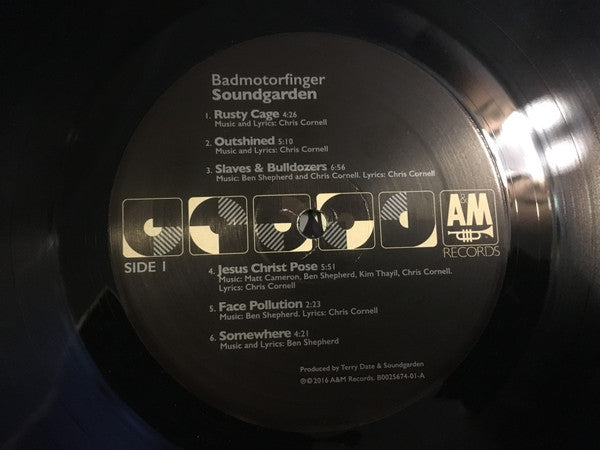 Badmotorfinger
Soundgarden
1. Rusty Cage 4:26
Music and Lyrics: Chris Cornell
2. Outshined 5:10
Music and Lyrics: Chris Cornell
3. Slaves & Bulldozers 6:56
Music: Ben Shepherd and Chris Cornell. Lyrics: Chris Cornell
A&M
RECORDS
SIDE 1
4. Jesus Christ Pose 5:51
Music: Matt Cameron, Ben Shepherd, Kim Thayil, Chris Cornell.
Lyrics: Chris Cornell
5. Face Pollution 2:23
Music: Ben Shepherd. Lyrics: Chris Cornell
6. Somewhere 4:21
Music and Lyrics: Ben Shepherd
Produced by Terry Date & Soundgarden
℗©2016 A&M Records. B0025674-01-A